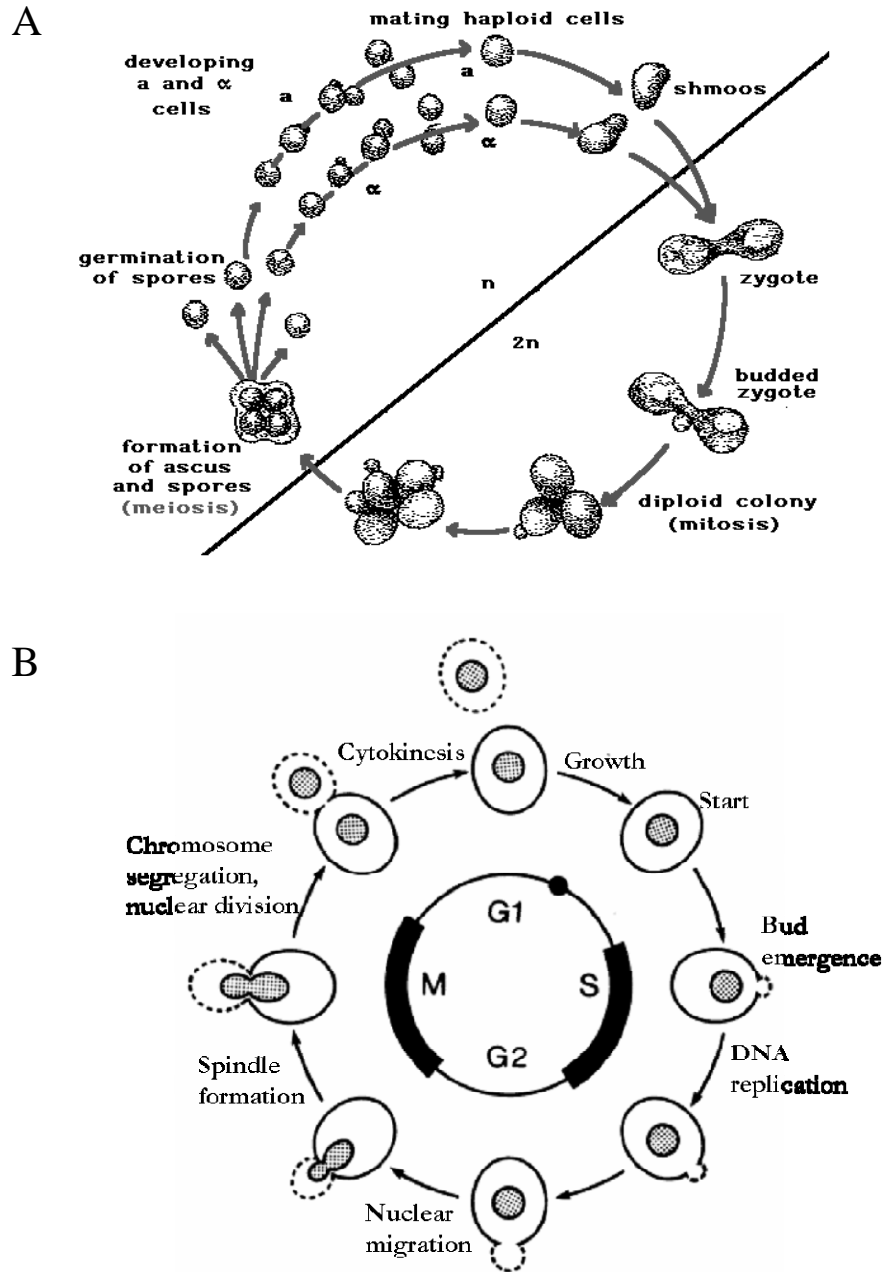 A
mating haploid cells
developing
a and α
cells
a
a
shmoos
α
α
germination
of spores
n
zygote
2n
budded
zygote
formation
of ascus
and spores
(meiosis)
diploid colony
(mitosis)
B
Cytokinesis
Growth
Start
Chromosome
segregation,
nuclear division
G1
Bud
emergence
M
S
G2
DNA
replication
Spindle
formation
Nuclear
migration